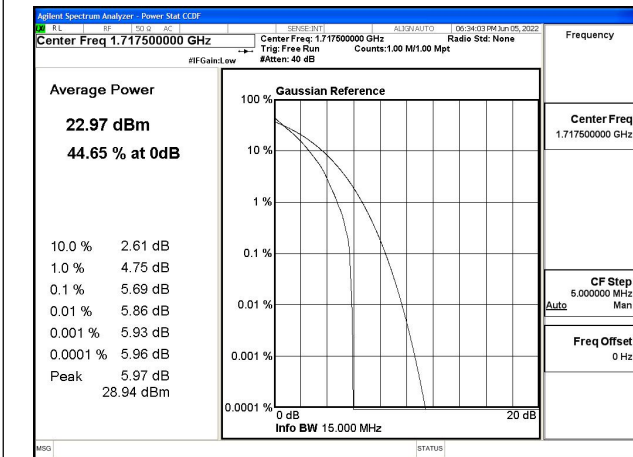 Agilent Spectrum Analyzer - Power Stat CCDF
RL RF 50 Ω AC SENSE:INT ALIGNAUTO 06:34:03 PM Jun 05, 2022
Center Freq 1.717500000 GHz
Center Freq: 1.717500000 GHz Radio Std: None
Trig: Free Run Counts:1.00 M/1.00 Mpt
#IFGain:Low #Atten: 40 dB
Frequency
Average Power
22.97 dBm
44.65 % at 0dB
10.0 % 2.61 dB
1.0 % 4.75 dB
0.1 % 5.69 dB
0.01 % 5.86 dB
0.001 % 5.93 dB
0.0001 % 5.96 dB
Peak 5.97 dB
28.94 dBm
Gaussian Reference
100 %
10 %
1 %
0.1 %
0.01 %
0.001 %
0.0001 %
0 dB 20 dB
Info BW 15.000 MHz
Center Freq
1.717500000 GHz
CF Step
5.000000 MHz
Auto Man
Freq Offset
0 Hz
MSG STATUS